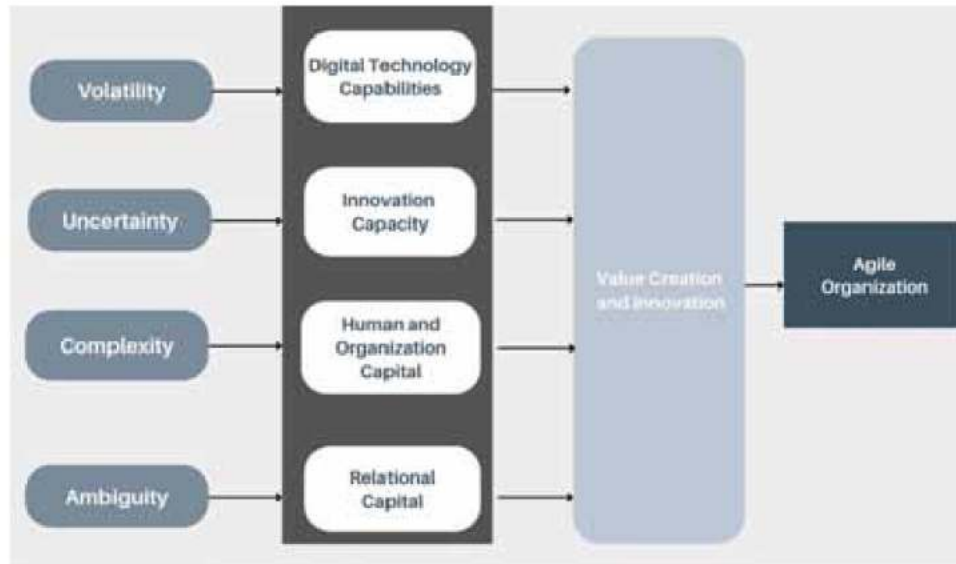 Volatility
Digital Technology
Capabilities
Uncertainty
Innovation
Capacity
Complexity
Human and
Organization
Capital
Ambiguity
Relational
Capital
Value Creation
and Innovation
Agile
Organization